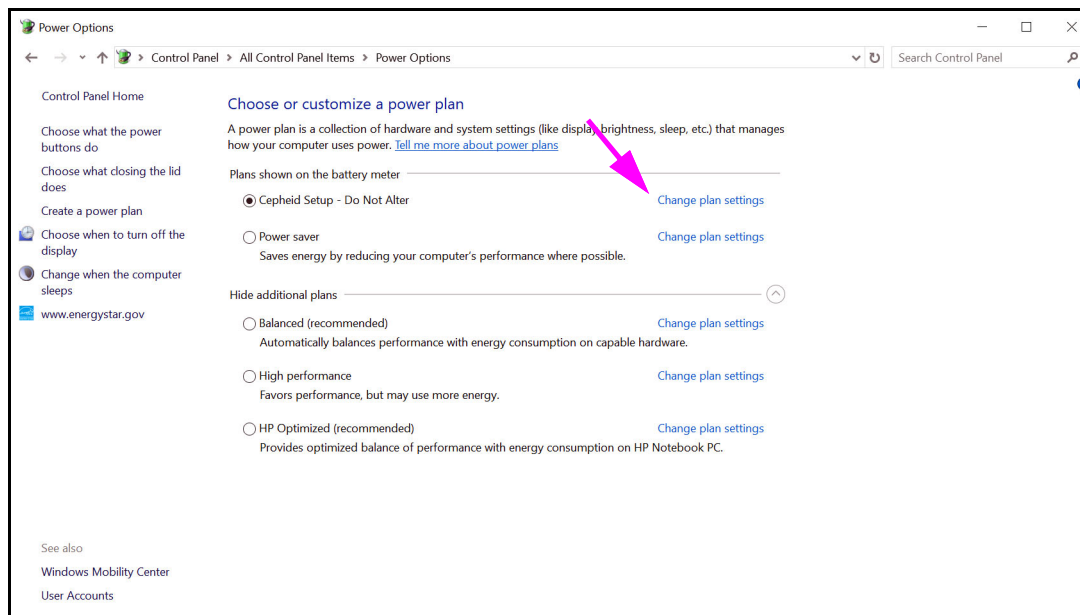 Power Options
Control Panel > All Control Panel Items > Power Options
Search Control Panel
Control Panel Home
Choose what the power
buttons do
Choose what closing the lid
does
Create a power plan
Choose when to turn off the
display
Change when the computer
sleeps
www.energystar.gov
Choose or customize a power plan
A power plan is a collection of hardware and system settings (like display brightness, sleep, etc.) that manages
how your computer uses power. Tell me more about power plans
Plans shown on the battery meter
Cepheid Setup - Do Not Alter Change plan settings
Power saver Change plan settings
Saves energy by reducing your computer's performance where possible.
Hide additional plans
Balanced (recommended) Change plan settings
Automatically balances performance with energy consumption on capable hardware.
High performance Change plan settings
Favors performance, but may use more energy.
HP Optimized (recommended) Change plan settings
Provides optimized balance of performance with energy consumption on HP Notebook PC.
See also
Windows Mobility Center
User Accounts